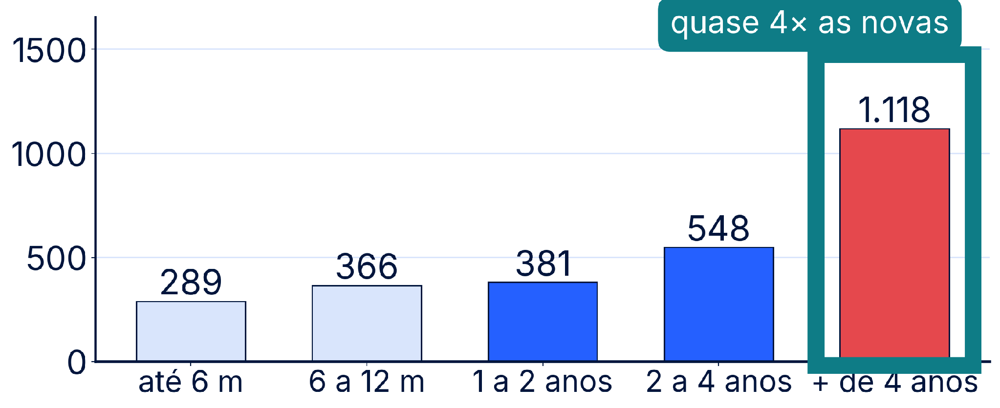 quase 4× as novas
1500
1000
500
0
289
366
381
548
1.118
até 6 m
6 a 12 m
1 a 2 anos
2 a 4 anos
+ de 4 anos